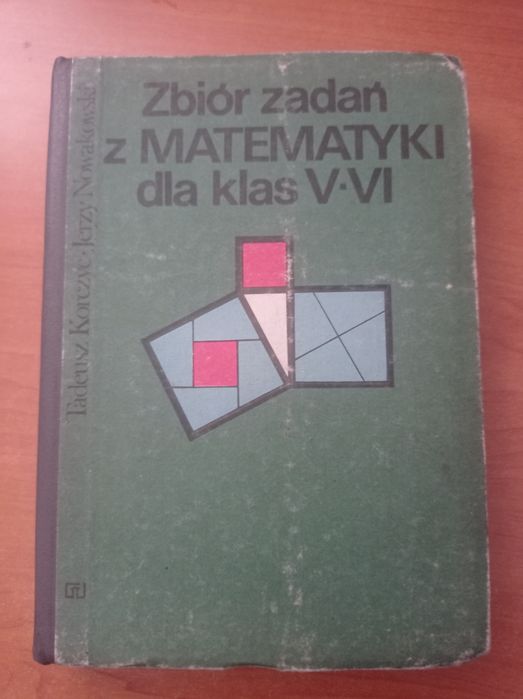 Zbiór zadań
z MATEMATYKI
dla klas V·VI
Tadeusz Korczyc · Jerzy Nowakowski